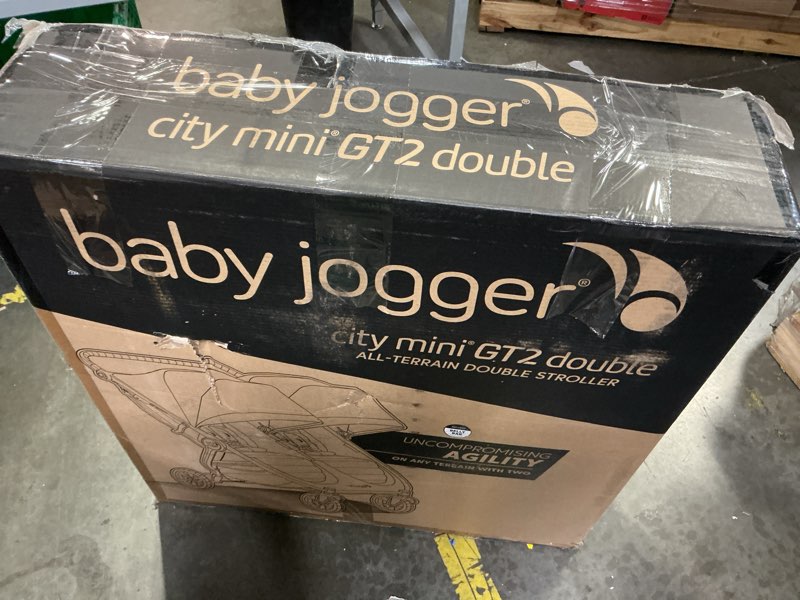 baby jogger®
city mini® GT2 double
baby jogger®
city mini® GT2 double
ALL-TERRAIN DOUBLE STROLLER
UNCOMPROMISING
AGILITY
ON ANY TERRAIN WITH TWO